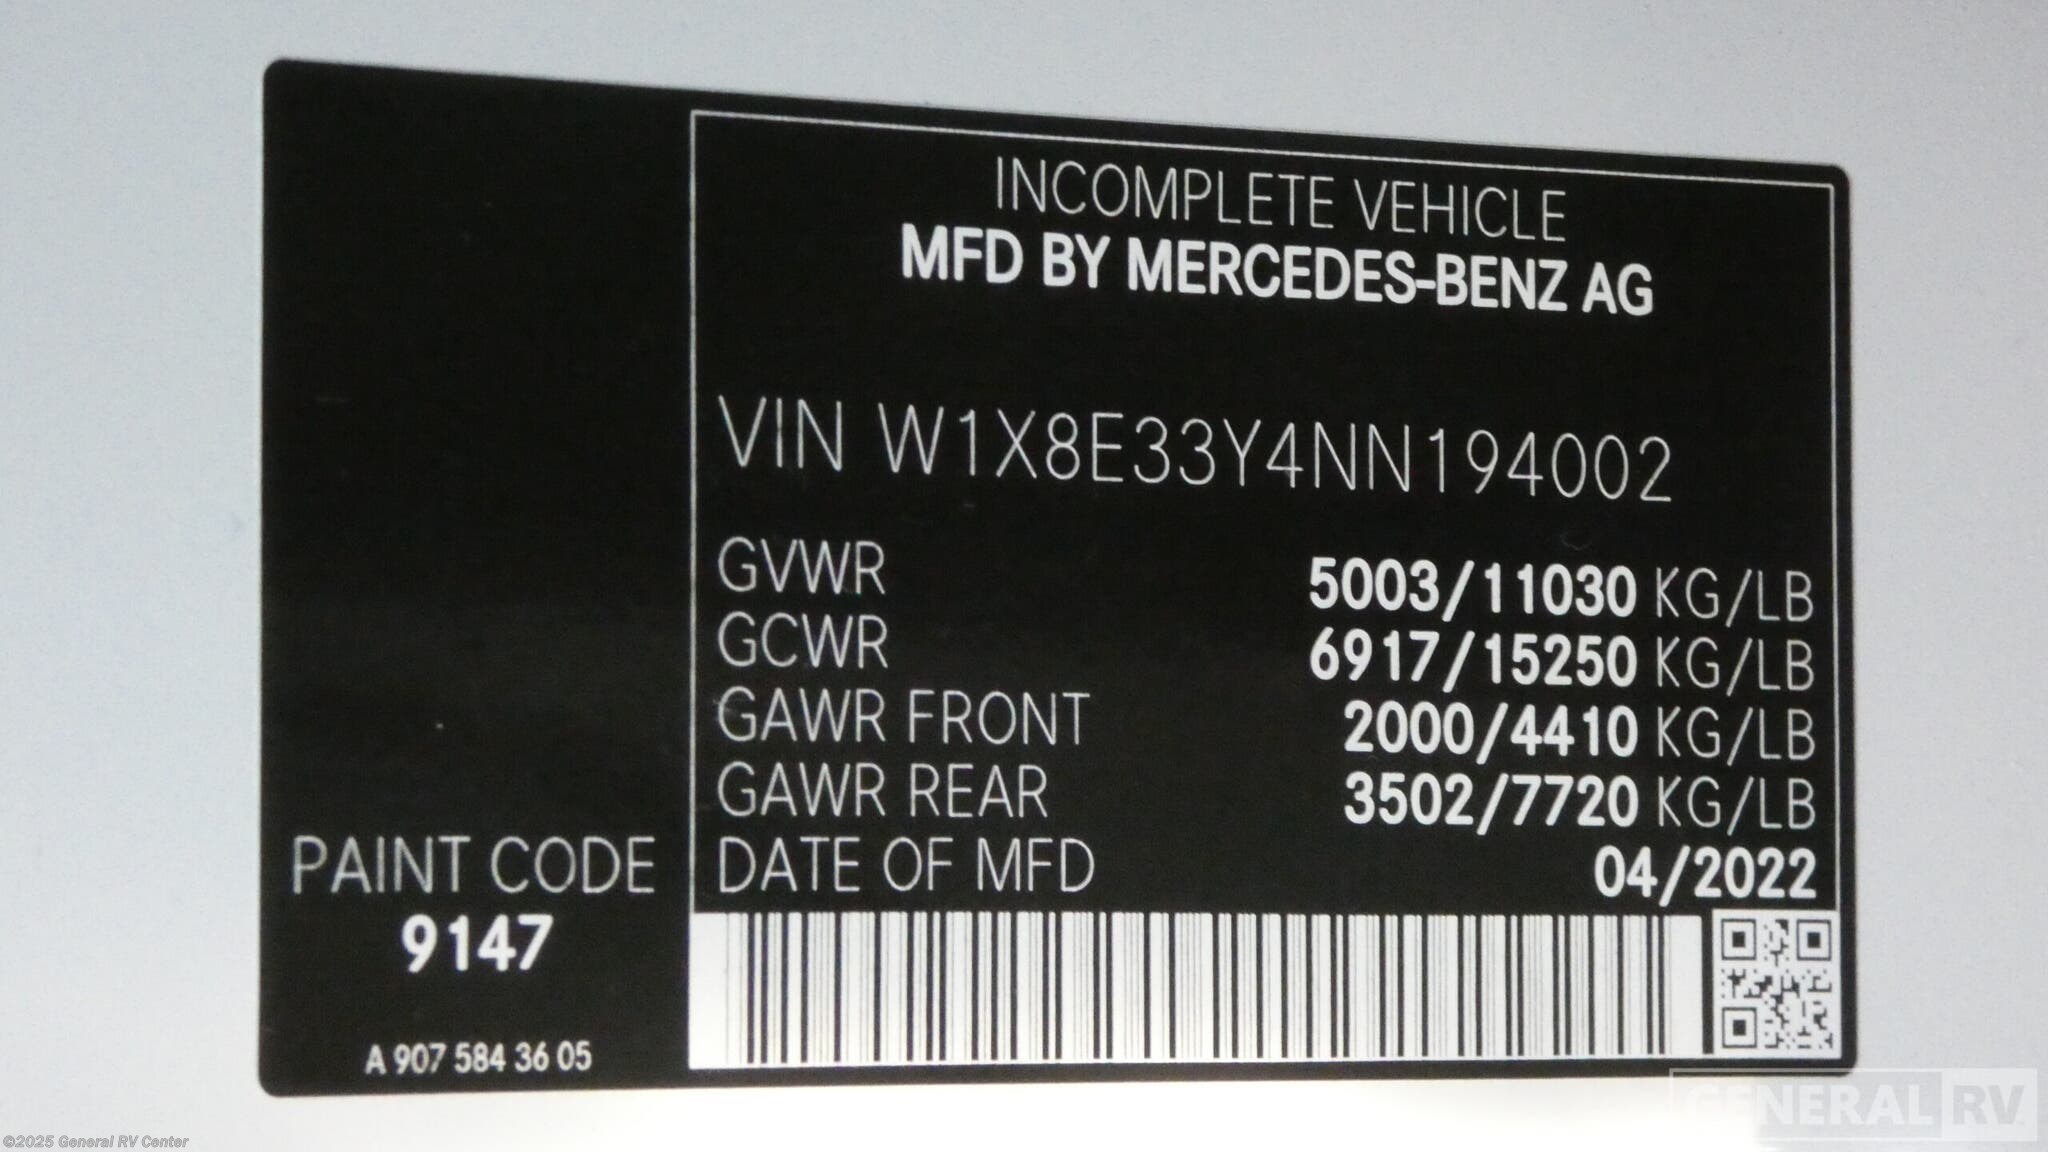 INCOMPLETE VEHICLE
MFD BY MERCEDES-BENZ AG
VIN W1X8E33Y4NN194002
GVWR 5003/11030 KG/LB
GCWR 6917/15250 KG/LB
GAWR FRONT 2000/4410 KG/LB
GAWR REAR 3502/7720 KG/LB
DATE OF MFD 04/2022
PAINT CODE
9147
A 907 584 36 05
GENERAL RV
©2025 General RV Center